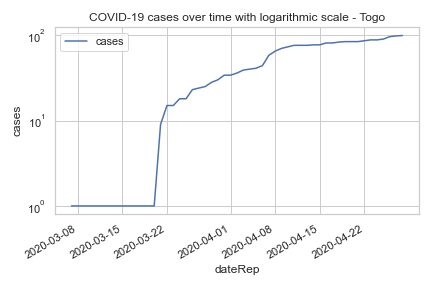 COVID-19 cases over time with logarithmic scale - Togo
cases
10²
10¹
10⁰
cases
2020-03-08
2020-03-15
2020-03-22
2020-04-01
2020-04-08
2020-04-15
2020-04-22
dateRep